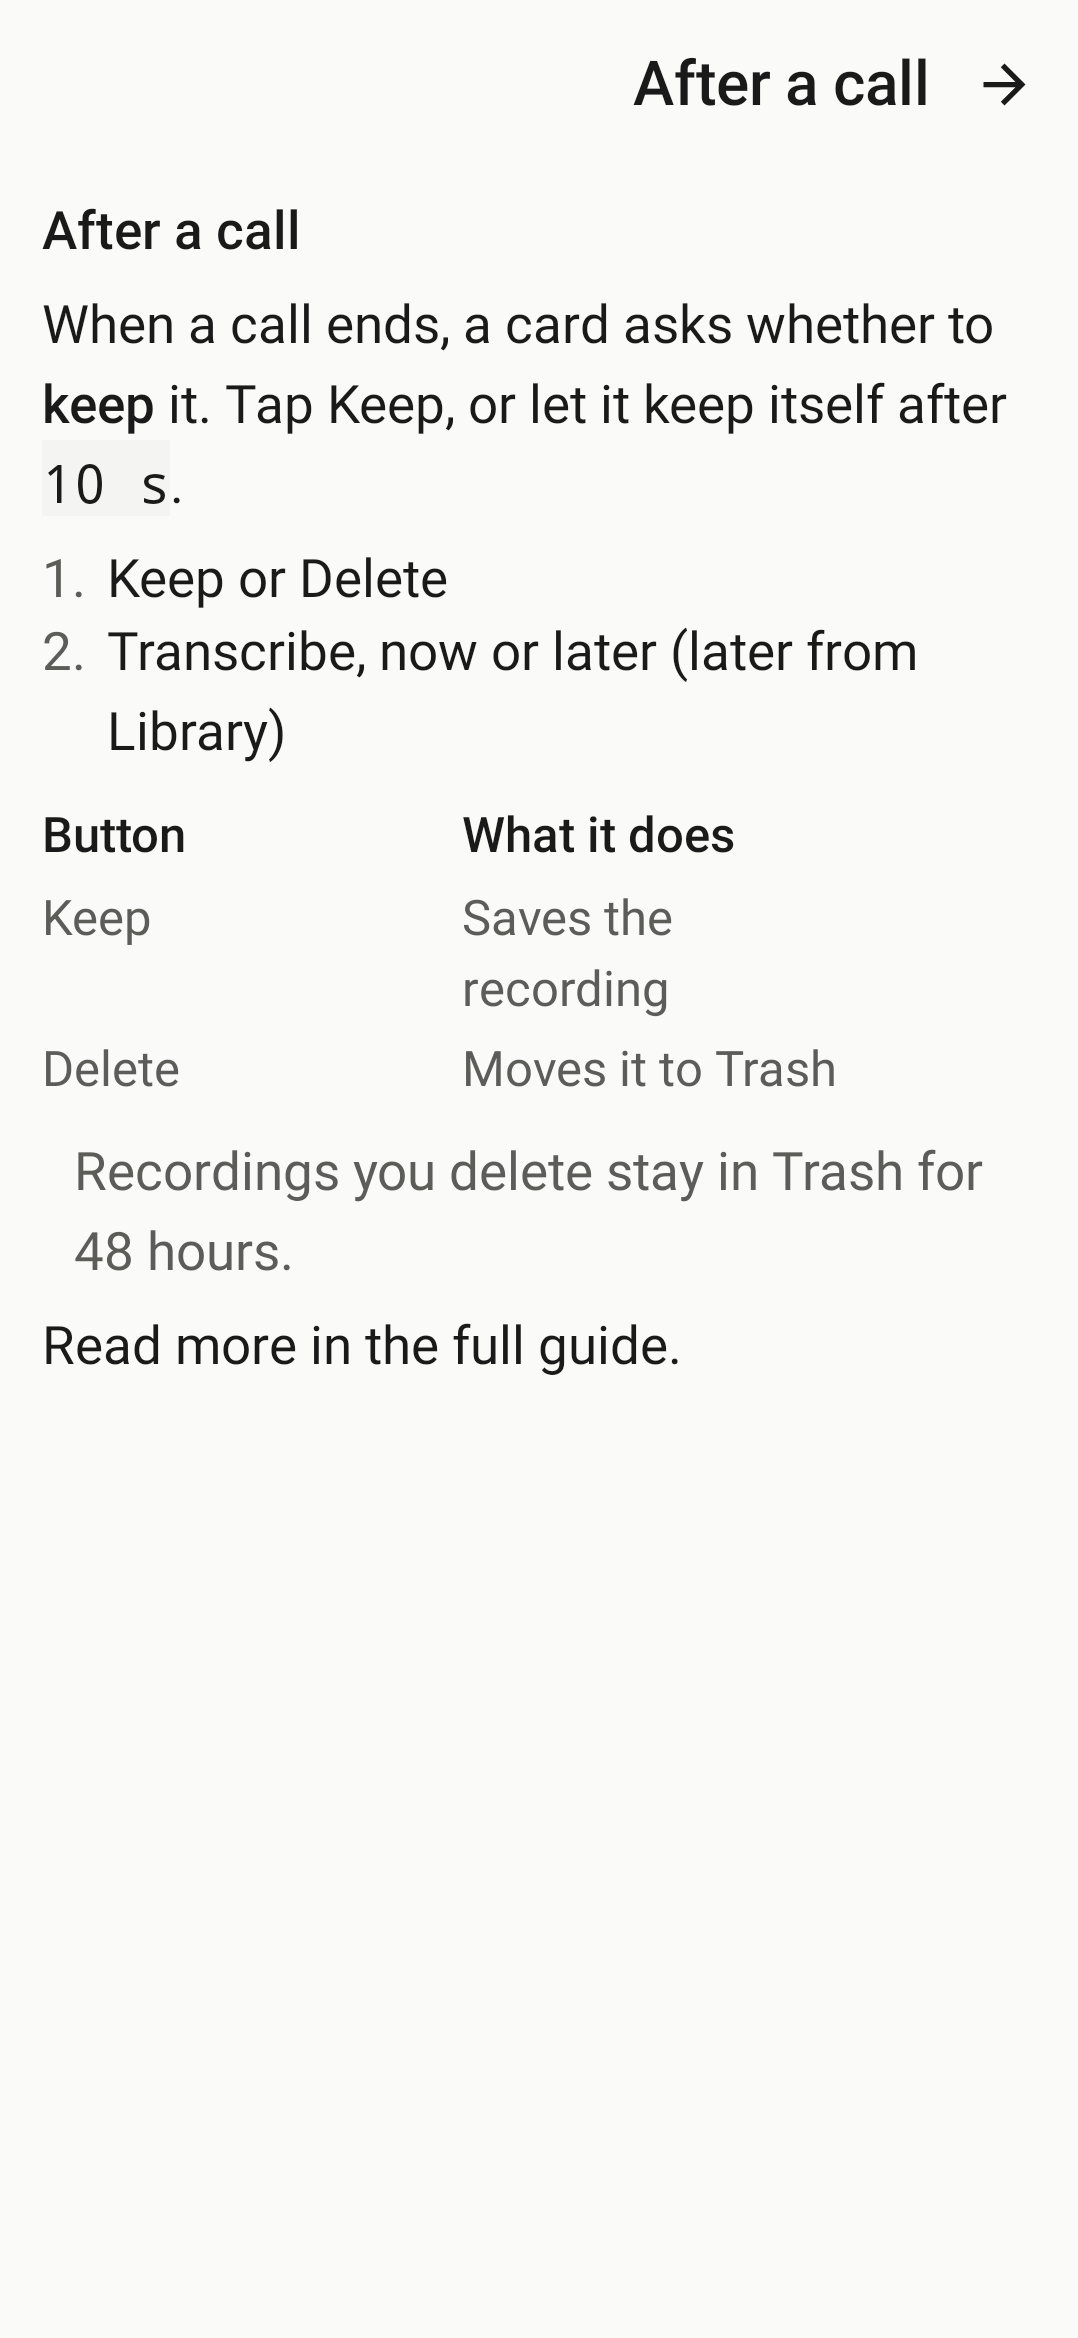 After a call →
After a call
When a call ends, a card asks whether to
keep it. Tap Keep, or let it keep itself after
10 s.
1. Keep or Delete
2. Transcribe, now or later (later from
Library)
Button What it does
Keep Saves the
recording
Delete Moves it to Trash
Recordings you delete stay in Trash for
48 hours.
Read more in the full guide.